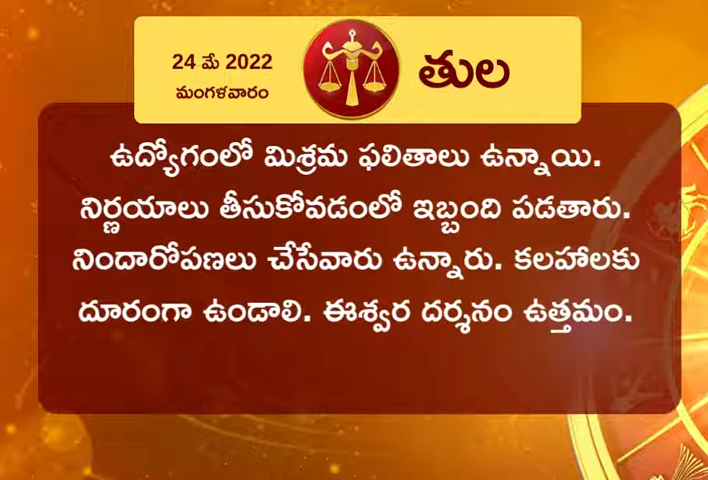 24 మే 2022
మంగళవారం
తుల
ఉద్యోగంలో మిశ్రమ ఫలితాలు ఉన్నాయి.
నిర్ణయాలు తీసుకోవడంలో ఇబ్బంది పడతారు.
నిందారోపణలు చేసేవారు ఉన్నారు. కలహాలకు
దూరంగా ఉండాలి. ఈశ్వర దర్శనం ఉత్తమం.